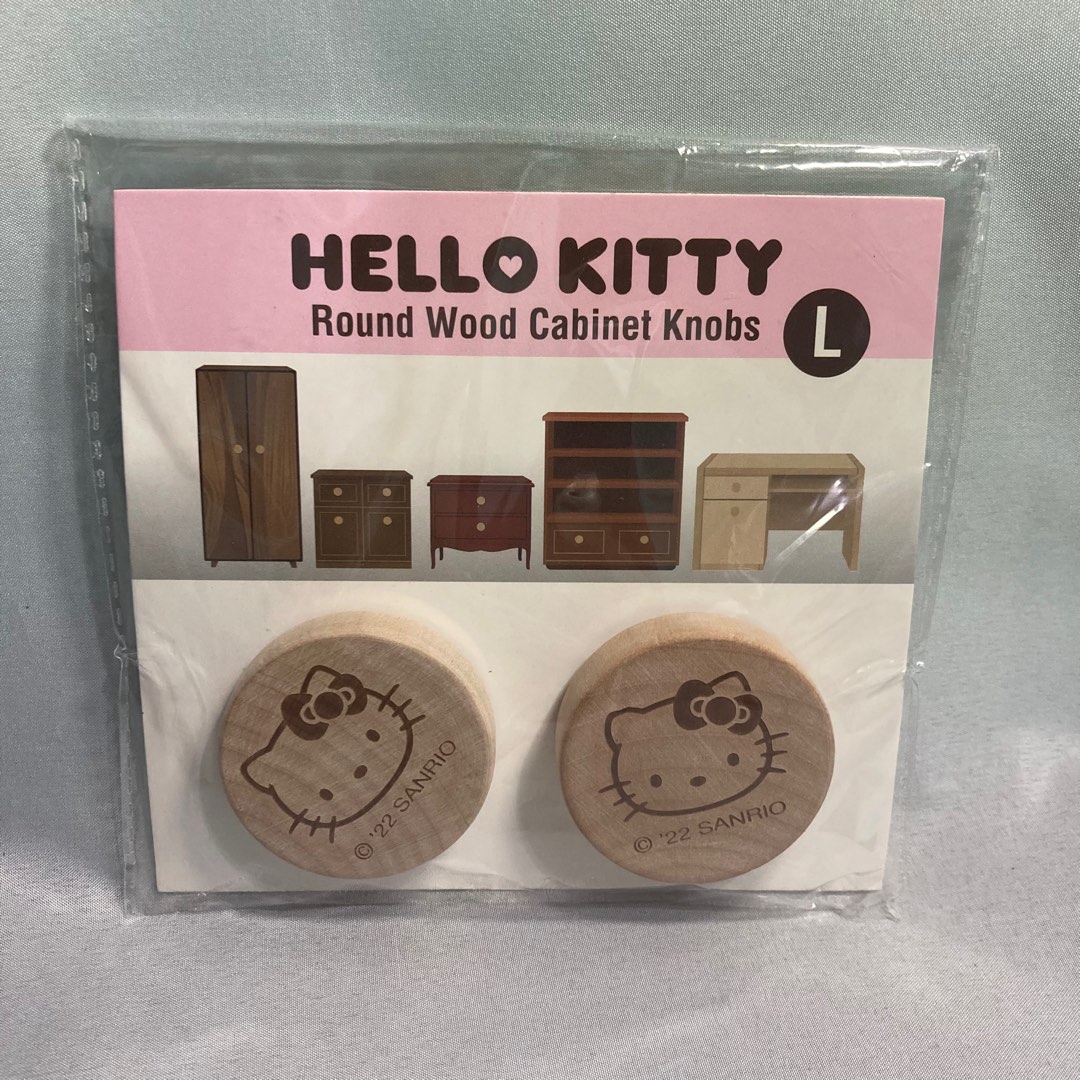 HELLO KITTY
Round Wood Cabinet Knobs
L
© '22 SANRIO
© '22 SANRIO